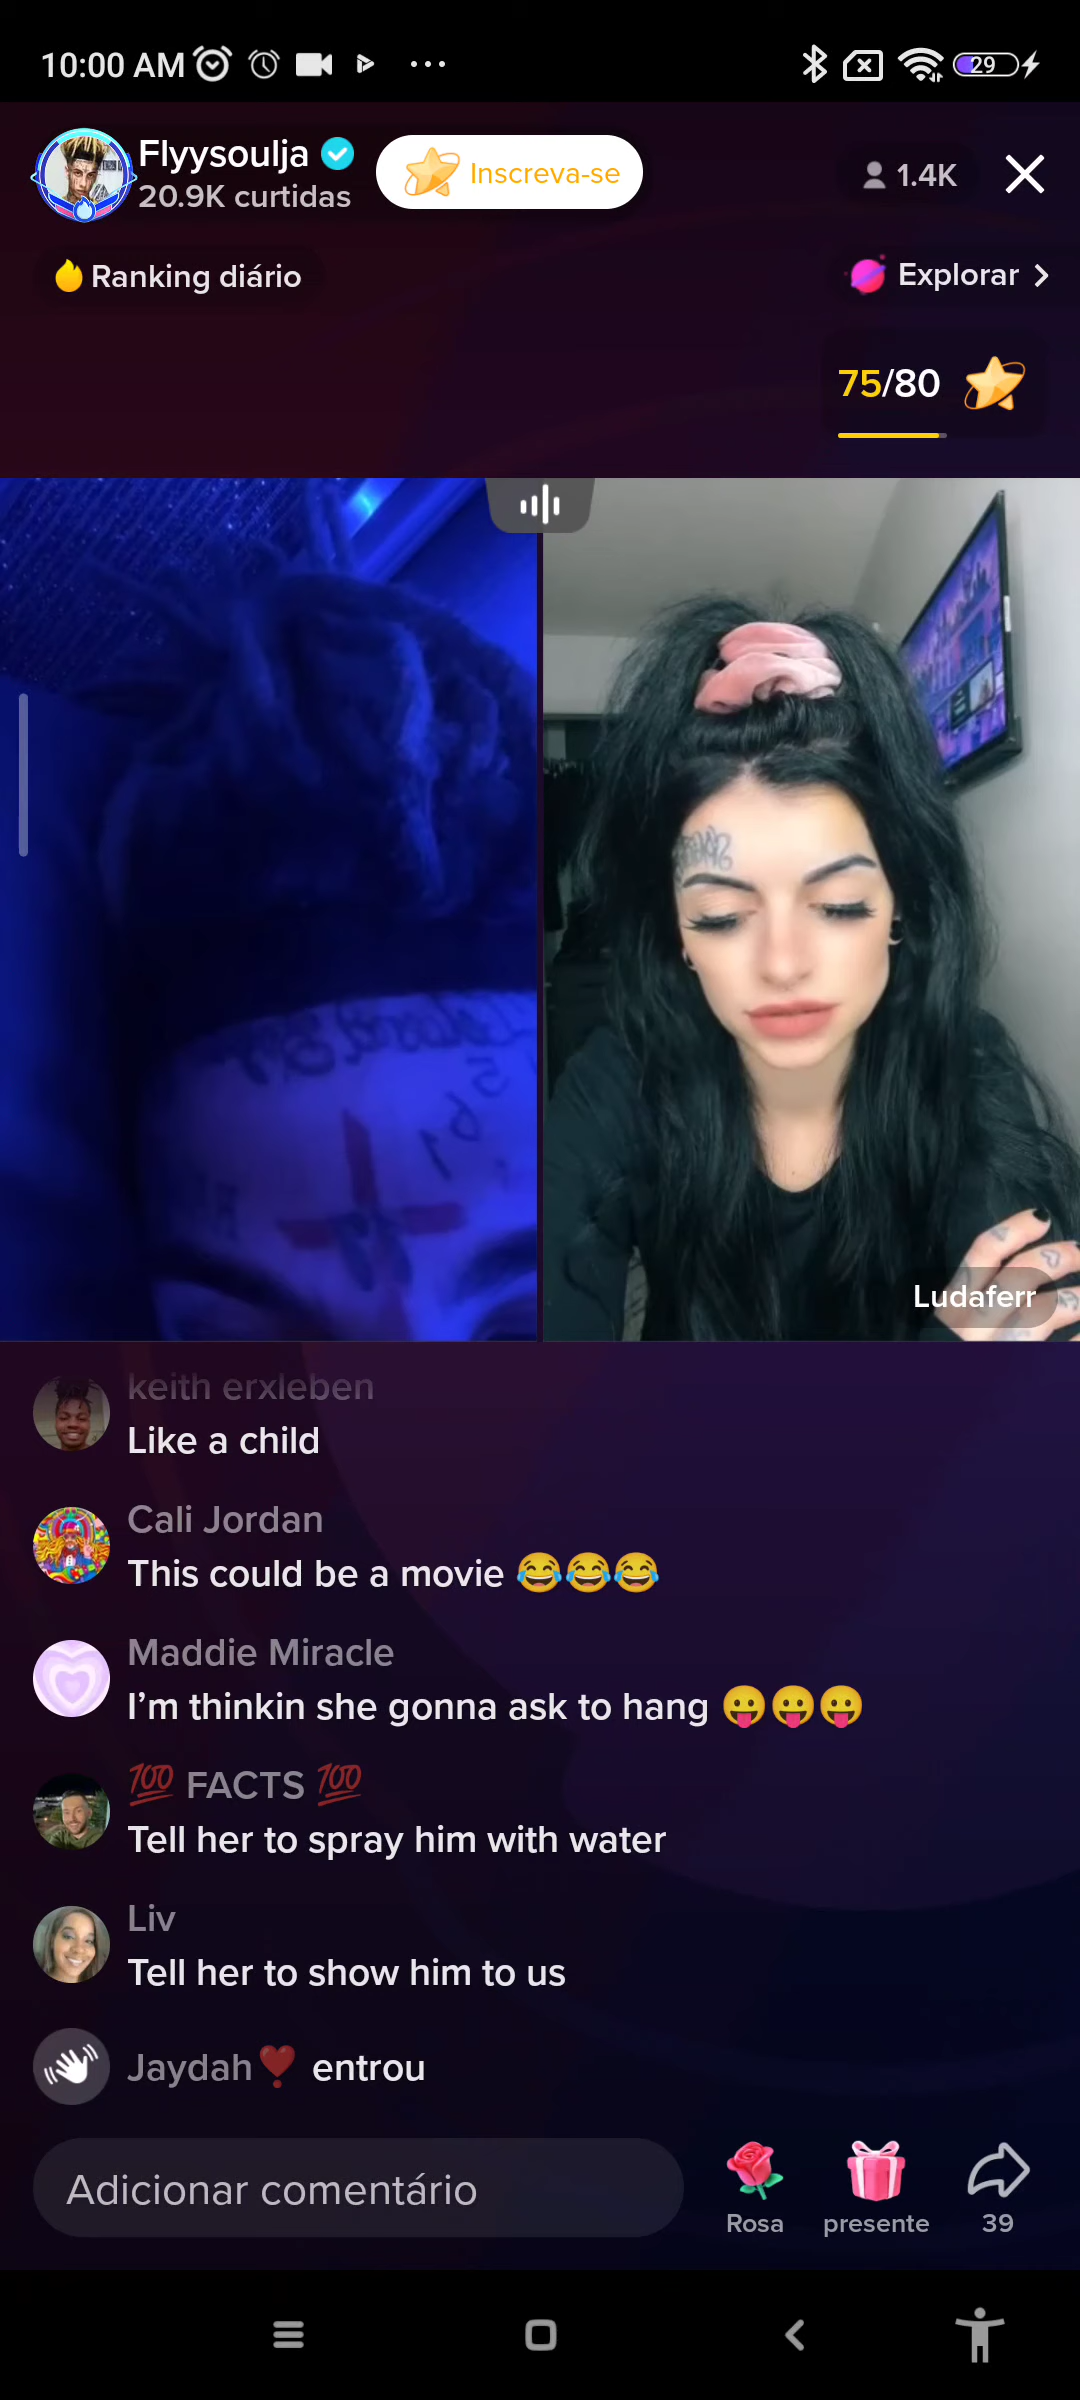 10:00 AM
29
Flyysoulja
20.9K curtidas
Inscreva-se
1.4K
Ranking diário
Explorar
75/80
Ludaferr
keith erxleben
Like a child
Cali Jordan
This could be a movie 😂😂😂
Maddie Miracle
I’m thinkin she gonna ask to hang 😛😛😛
💯 FACTS 💯
Tell her to spray him with water
Liv
Tell her to show him to us
Jaydah❣️ entrou
Adicionar comentário
Rosa
presente
39